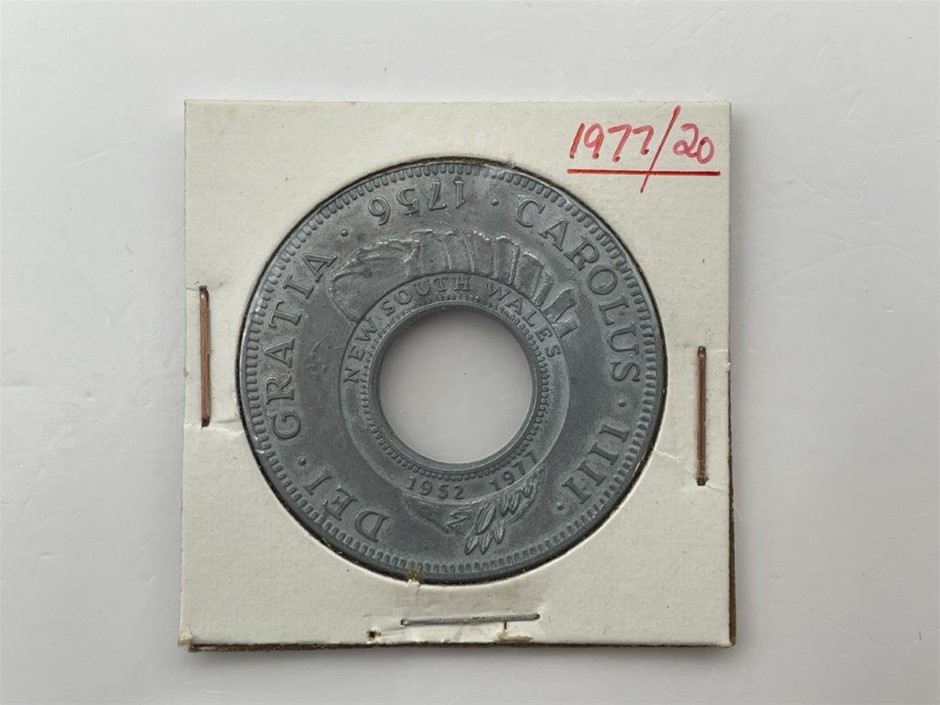 1977/20
DEI · GRATIA · 1756 · CAROLUS · III ·
NEW SOUTH WALES
1952 1977